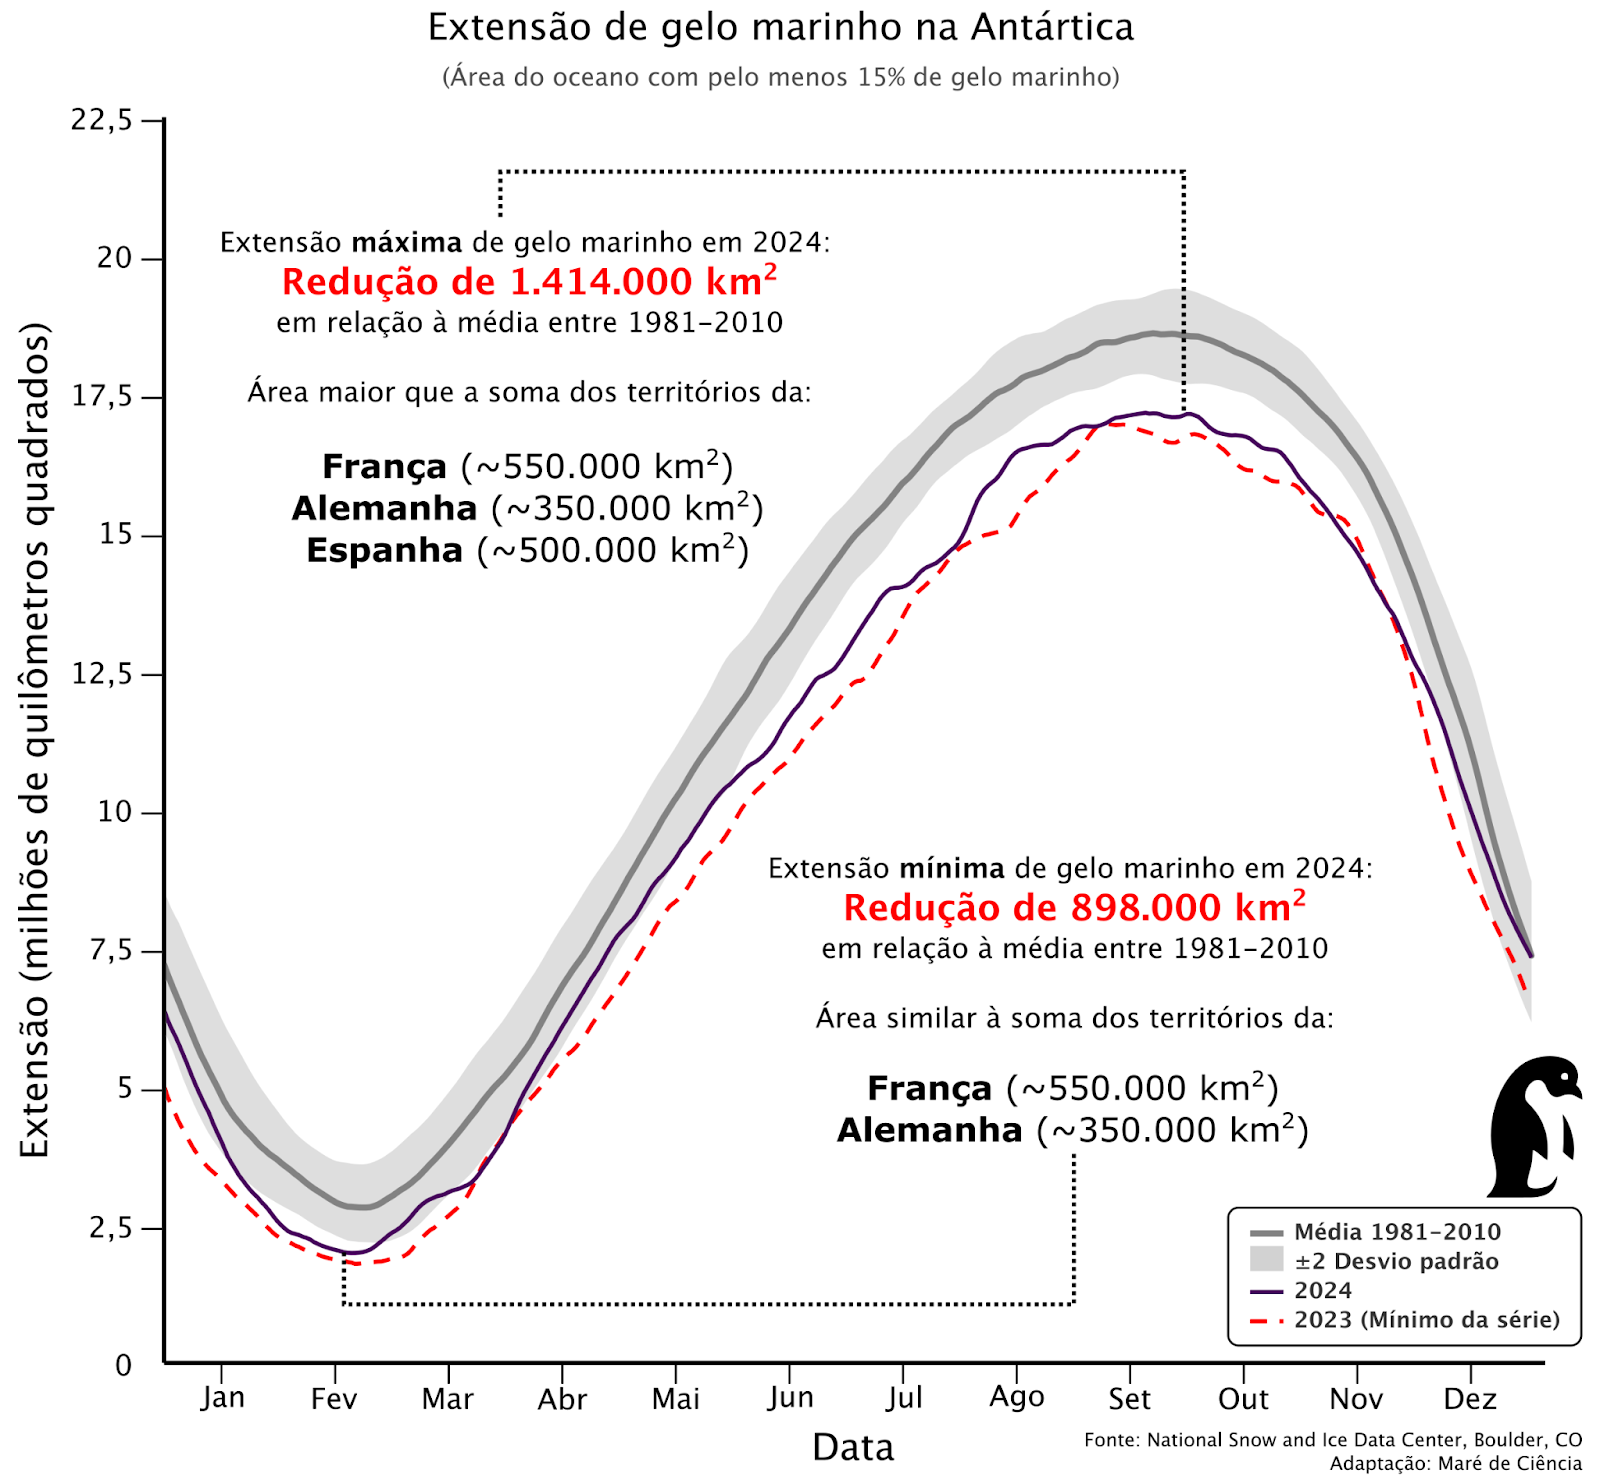 Extensão de gelo marinho na Antártica
(Área do oceano com pelo menos 15% de gelo marinho)
Extensão (milhões de quilômetros quadrados)
22,5
20
17,5
15
12,5
10
7,5
5
2,5
0
Extensão máxima de gelo marinho em 2024:
Redução de 1.414.000 km²
em relação à média entre 1981–2010
Área maior que a soma dos territórios da:
França (~550.000 km²)
Alemanha (~350.000 km²)
Espanha (~500.000 km²)
Extensão mínima de gelo marinho em 2024:
Redução de 898.000 km²
em relação à média entre 1981–2010
Área similar à soma dos territórios da:
França (~550.000 km²)
Alemanha (~350.000 km²)
Média 1981–2010
±2 Desvio padrão
2024
2023 (Mínimo da série)
Jan Fev Mar Abr Mai Jun Jul Ago Set Out Nov Dez
Data
Fonte: National Snow and Ice Data Center, Boulder, CO
Adaptação: Maré de Ciência